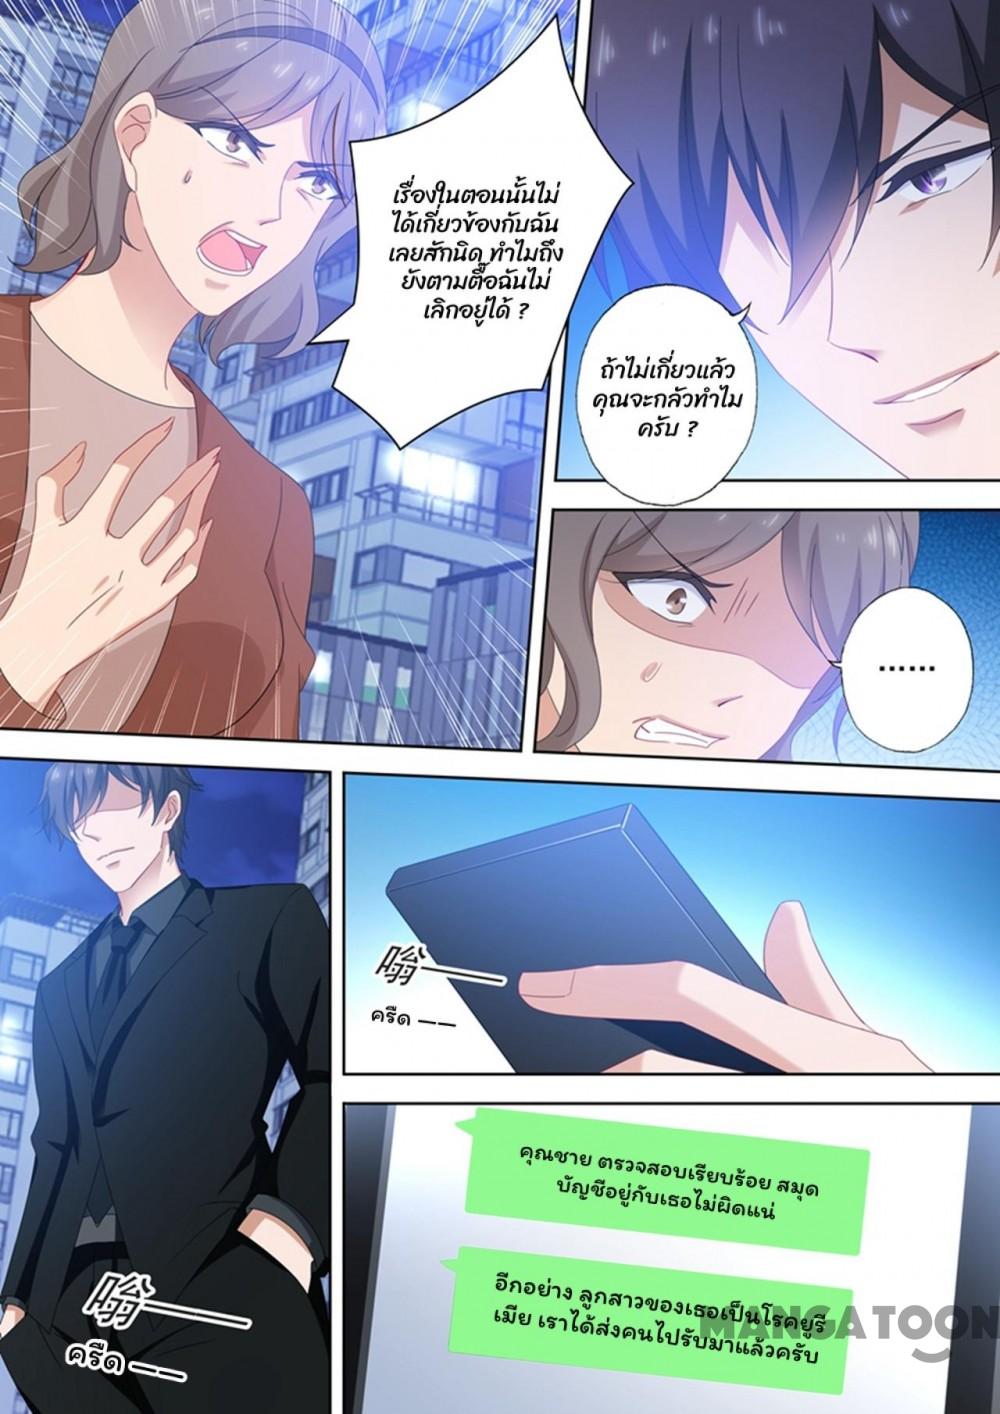 เรื่องในตอนนั้นไม่
ได้เกี่ยวข้องกับฉัน
เลยสักนิด ทำไมถึง
ยังตามตื๊อฉันไม่
เลิกอยู่ได้ ?
ถ้าไม่เกี่ยวแล้ว
คุณจะกลัวทำไม
ครับ ?
......
嗡——
ครืด ——
嗡——
ครืด ——
คุณชาย ตรวจสอบเรียบร้อย สมุด
บัญชีอยู่กับเธอไม่ผิดแน่
อีกอย่าง ลูกสาวของเธอเป็นโรคยูรี
เมีย เราได้ส่งคนไปรับมาแล้วครับ
MANGATOON